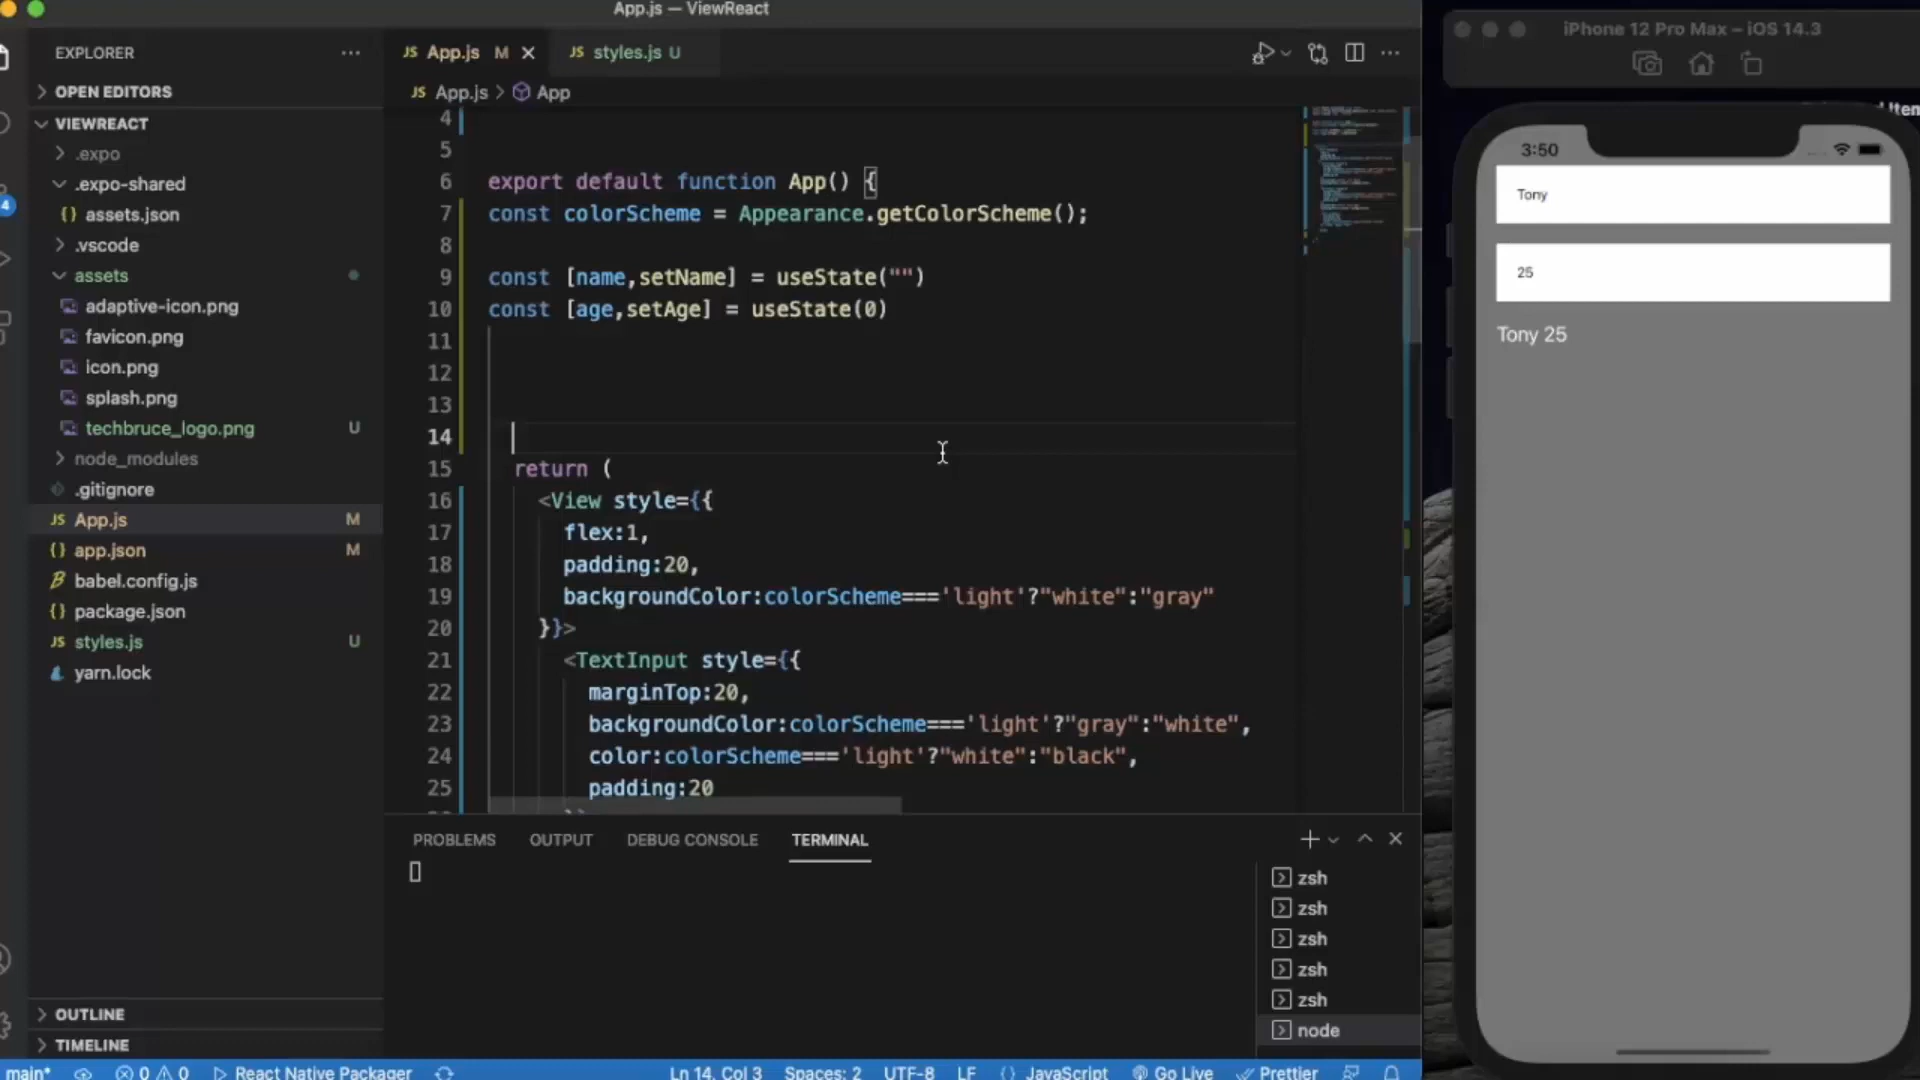 App.js — ViewReact
EXPLORER
OPEN EDITORS
VIEWREACT
.expo
.expo-shared
{} assets.json
.vscode
assets
adaptive-icon.png
favicon.png
icon.png
splash.png
techbruce_logo.png U
node_modules
.gitignore
JS App.js M
{} app.json M
babel.config.js
{} package.json
JS styles.js U
yarn.lock
OUTLINE
TIMELINE
4
JS App.js M
JS styles.js U
JS App.js > App
4
5
6 export default function App() {
7 const colorScheme = Appearance.getColorScheme();
8
9 const [name,setName] = useState("")
10 const [age,setAge] = useState(0)
11
12
13
14
15 return (
16 <View style={{
17 flex:1,
18 padding:20,
19 backgroundColor:colorScheme==='light'?"white":"gray"
20 }}>
21 <TextInput style={{
22 marginTop:20,
23 backgroundColor:colorScheme==='light'?"gray":"white",
24 color:colorScheme==='light'?"white":"black",
25 padding:20
PROBLEMS OUTPUT DEBUG CONSOLE TERMINAL
zsh
zsh
zsh
zsh
zsh
node
main* 0 0 React Native Packager Ln 14, Col 3 Spaces: 2 UTF-8 LF {} JavaScript Go Live Prettier
iPhone 12 Pro Max – iOS 14.3
3:50
Tony
25
Tony 25